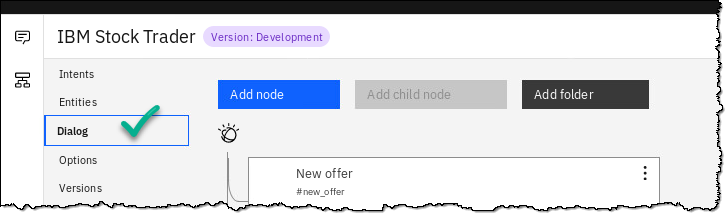 IBM Stock Trader Version: Development
Intents
Entities
Dialog
Options
Versions
Add node Add child node Add folder
New offer
#new_offer